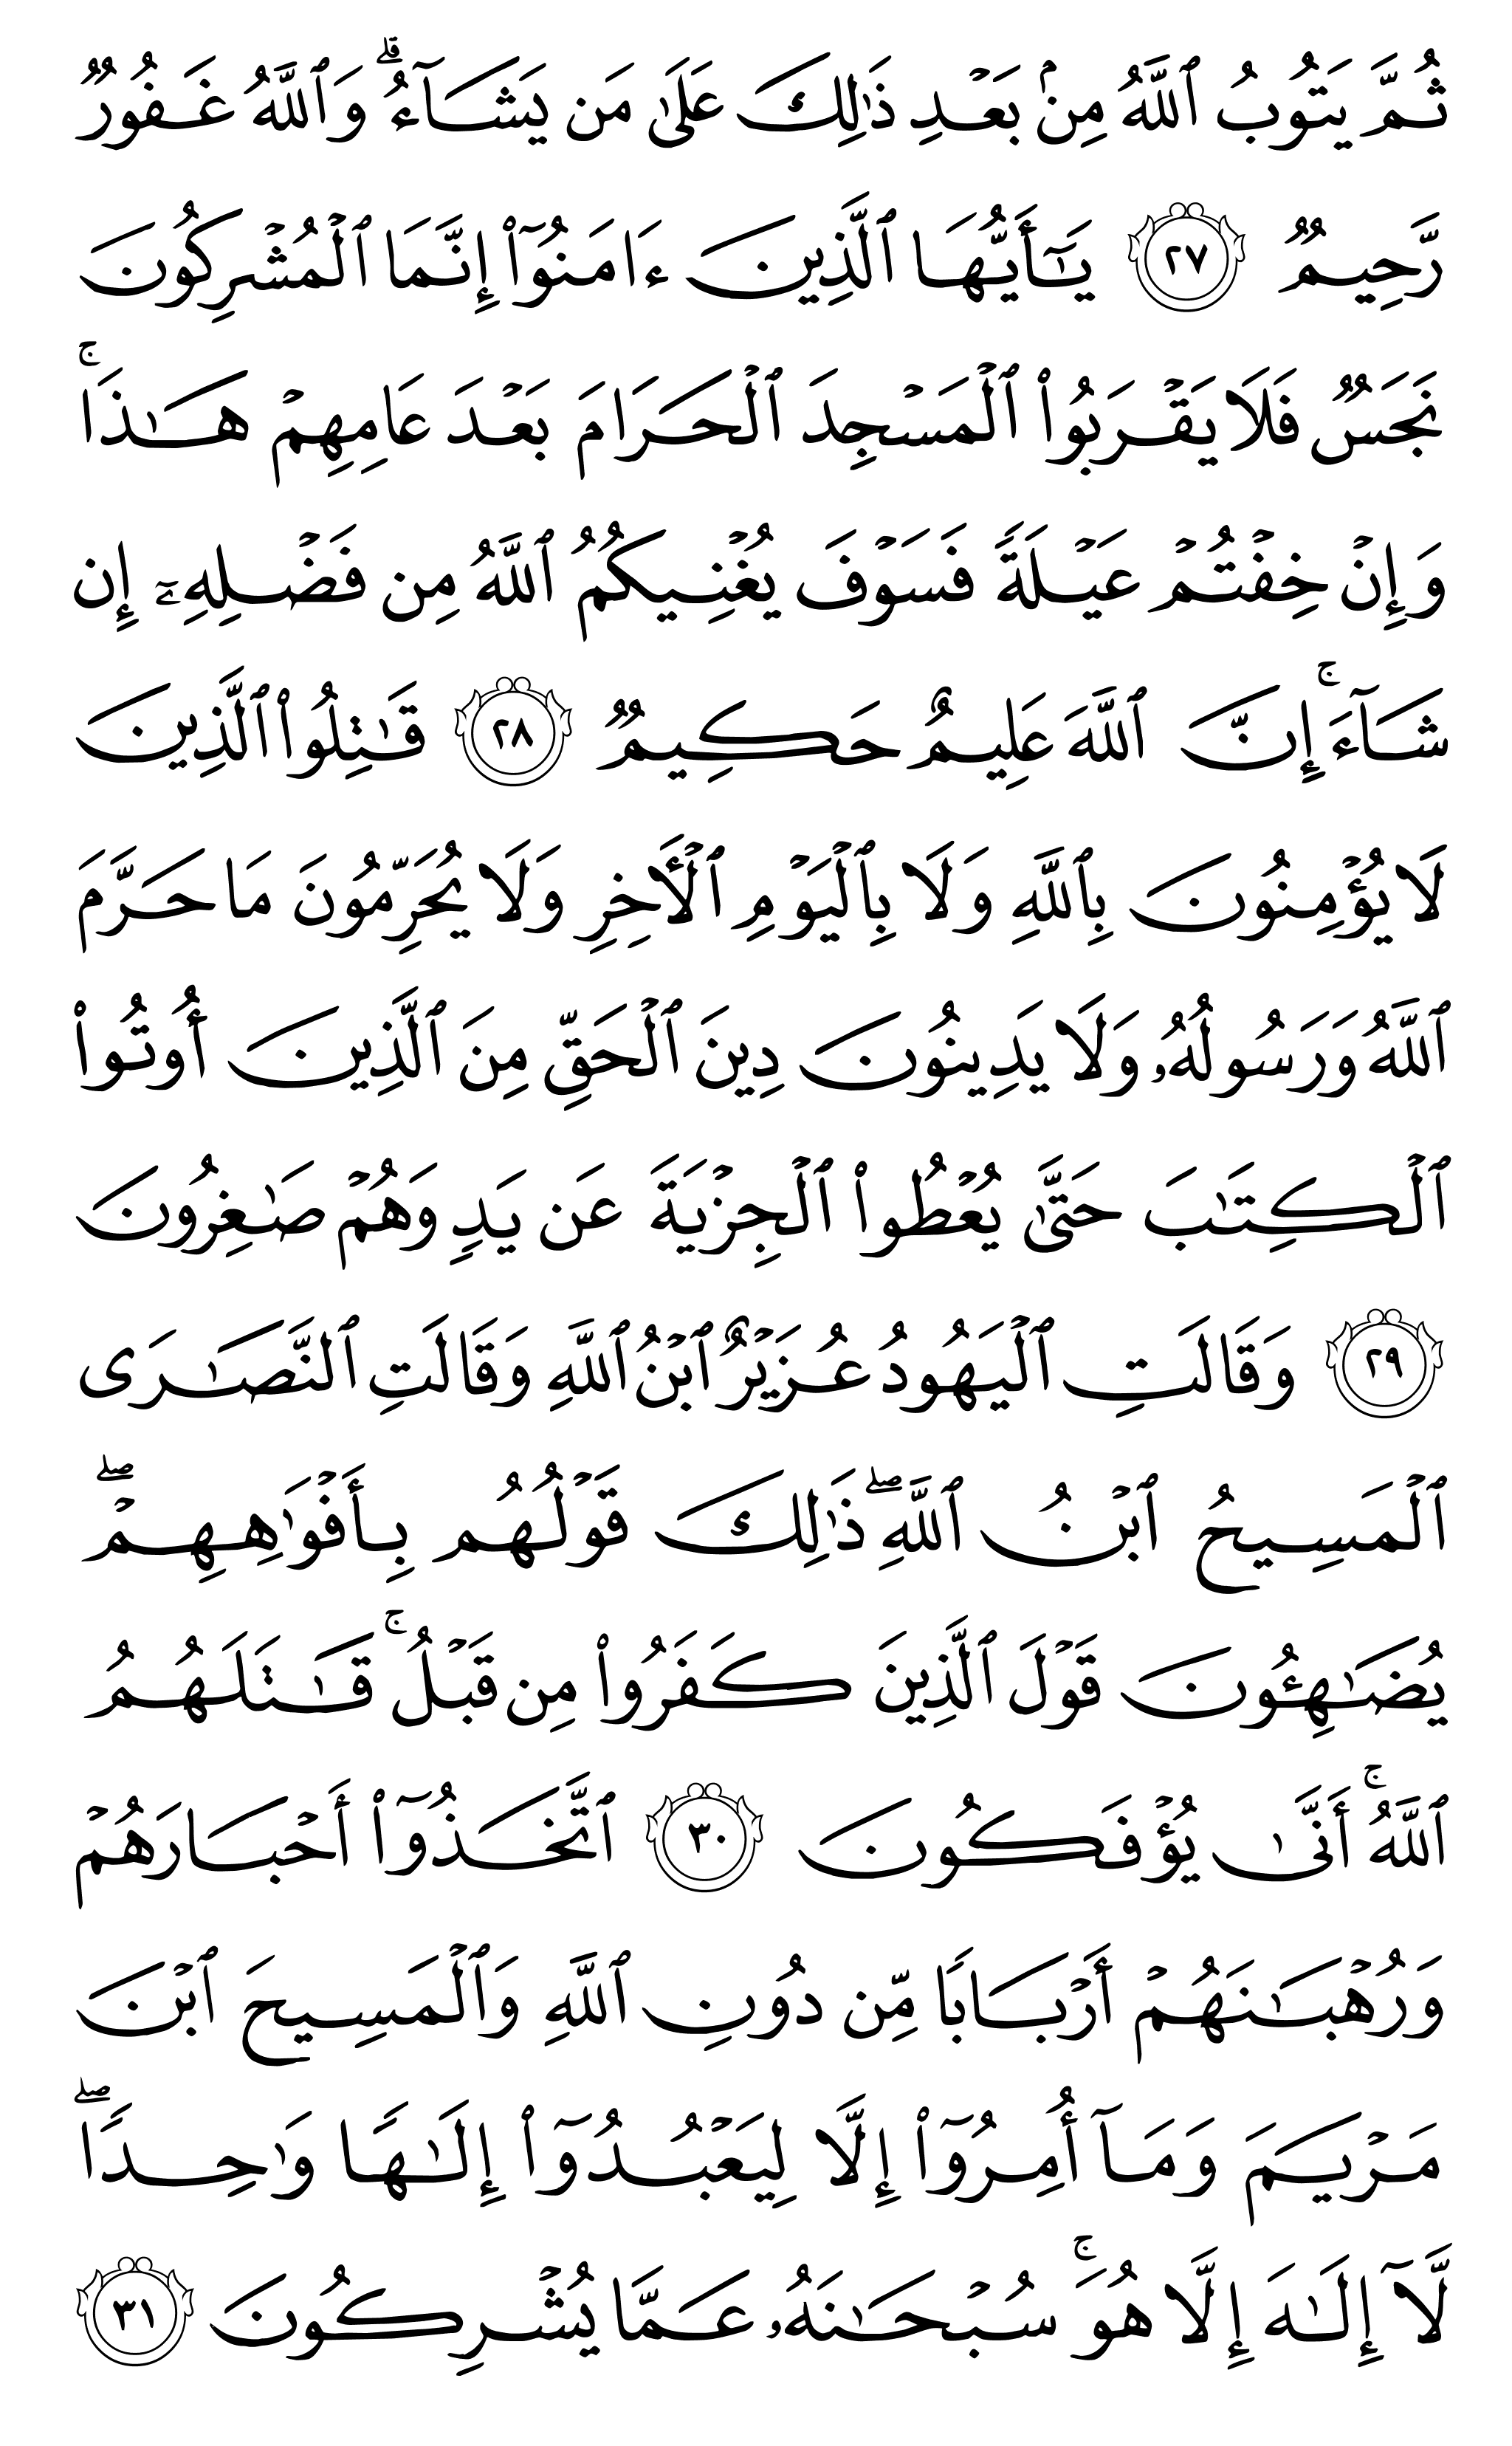 ثُمَّ يَتُوبُ ٱللَّهُ مِنۢ بَعْدِ ذَٰلِكَ عَلَىٰ مَن يَشَآءُ ۗ وَٱللَّهُ غَفُورٌ
رَّحِيمٌ ٢٧ يَـٰٓأَيُّهَا ٱلَّذِينَ ءَامَنُوٓا۟ إِنَّمَا ٱلْمُشْرِكُونَ
نَجَسٌ فَلَا يَقْرَبُوا۟ ٱلْمَسْجِدَ ٱلْحَرَامَ بَعْدَ عَامِهِمْ هَـٰذَا ۚ
وَإِنْ خِفْتُمْ عَيْلَةً فَسَوْفَ يُغْنِيكُمُ ٱللَّهُ مِن فَضْلِهِۦٓ إِن
شَآءَ ۚ إِنَّ ٱللَّهَ عَلِيمٌ حَكِيمٌ ٢٨ قَـٰتِلُوا۟ ٱلَّذِينَ
لَا يُؤْمِنُونَ بِٱللَّهِ وَلَا بِٱلْيَوْمِ ٱلْـَٔاخِرِ وَلَا يُحَرِّمُونَ مَا حَرَّمَ
ٱللَّهُ وَرَسُولُهُۥ وَلَا يَدِينُونَ دِينَ ٱلْحَقِّ مِنَ ٱلَّذِينَ أُوتُوا۟
ٱلْكِتَـٰبَ حَتَّىٰ يُعْطُوا۟ ٱلْجِزْيَةَ عَن يَدٍ وَهُمْ صَـٰغِرُونَ
٢٩ وَقَالَتِ ٱلْيَهُودُ عُزَيْرٌ ٱبْنُ ٱللَّهِ وَقَالَتِ ٱلنَّصَـٰرَى
ٱلْمَسِيحُ ٱبْنُ ٱللَّهِ ۖ ذَٰلِكَ قَوْلُهُم بِأَفْوَٰهِهِمْ ۖ
يُضَـٰهِـُٔونَ قَوْلَ ٱلَّذِينَ كَفَرُوا۟ مِن قَبْلُ ۚ قَـٰتَلَهُمُ
ٱللَّهُ ۚ أَنَّىٰ يُؤْفَكُونَ ٣٠ ٱتَّخَذُوٓا۟ أَحْبَارَهُمْ
وَرُهْبَـٰنَهُمْ أَرْبَابًا مِّن دُونِ ٱللَّهِ وَٱلْمَسِيحَ ٱبْنَ
مَرْيَمَ وَمَآ أُمِرُوٓا۟ إِلَّا لِيَعْبُدُوٓا۟ إِلَـٰهًا وَٰحِدًا ۖ
لَّآ إِلَـٰهَ إِلَّا هُوَ ۚ سُبْحَـٰنَهُۥ عَمَّا يُشْرِكُونَ ٣١